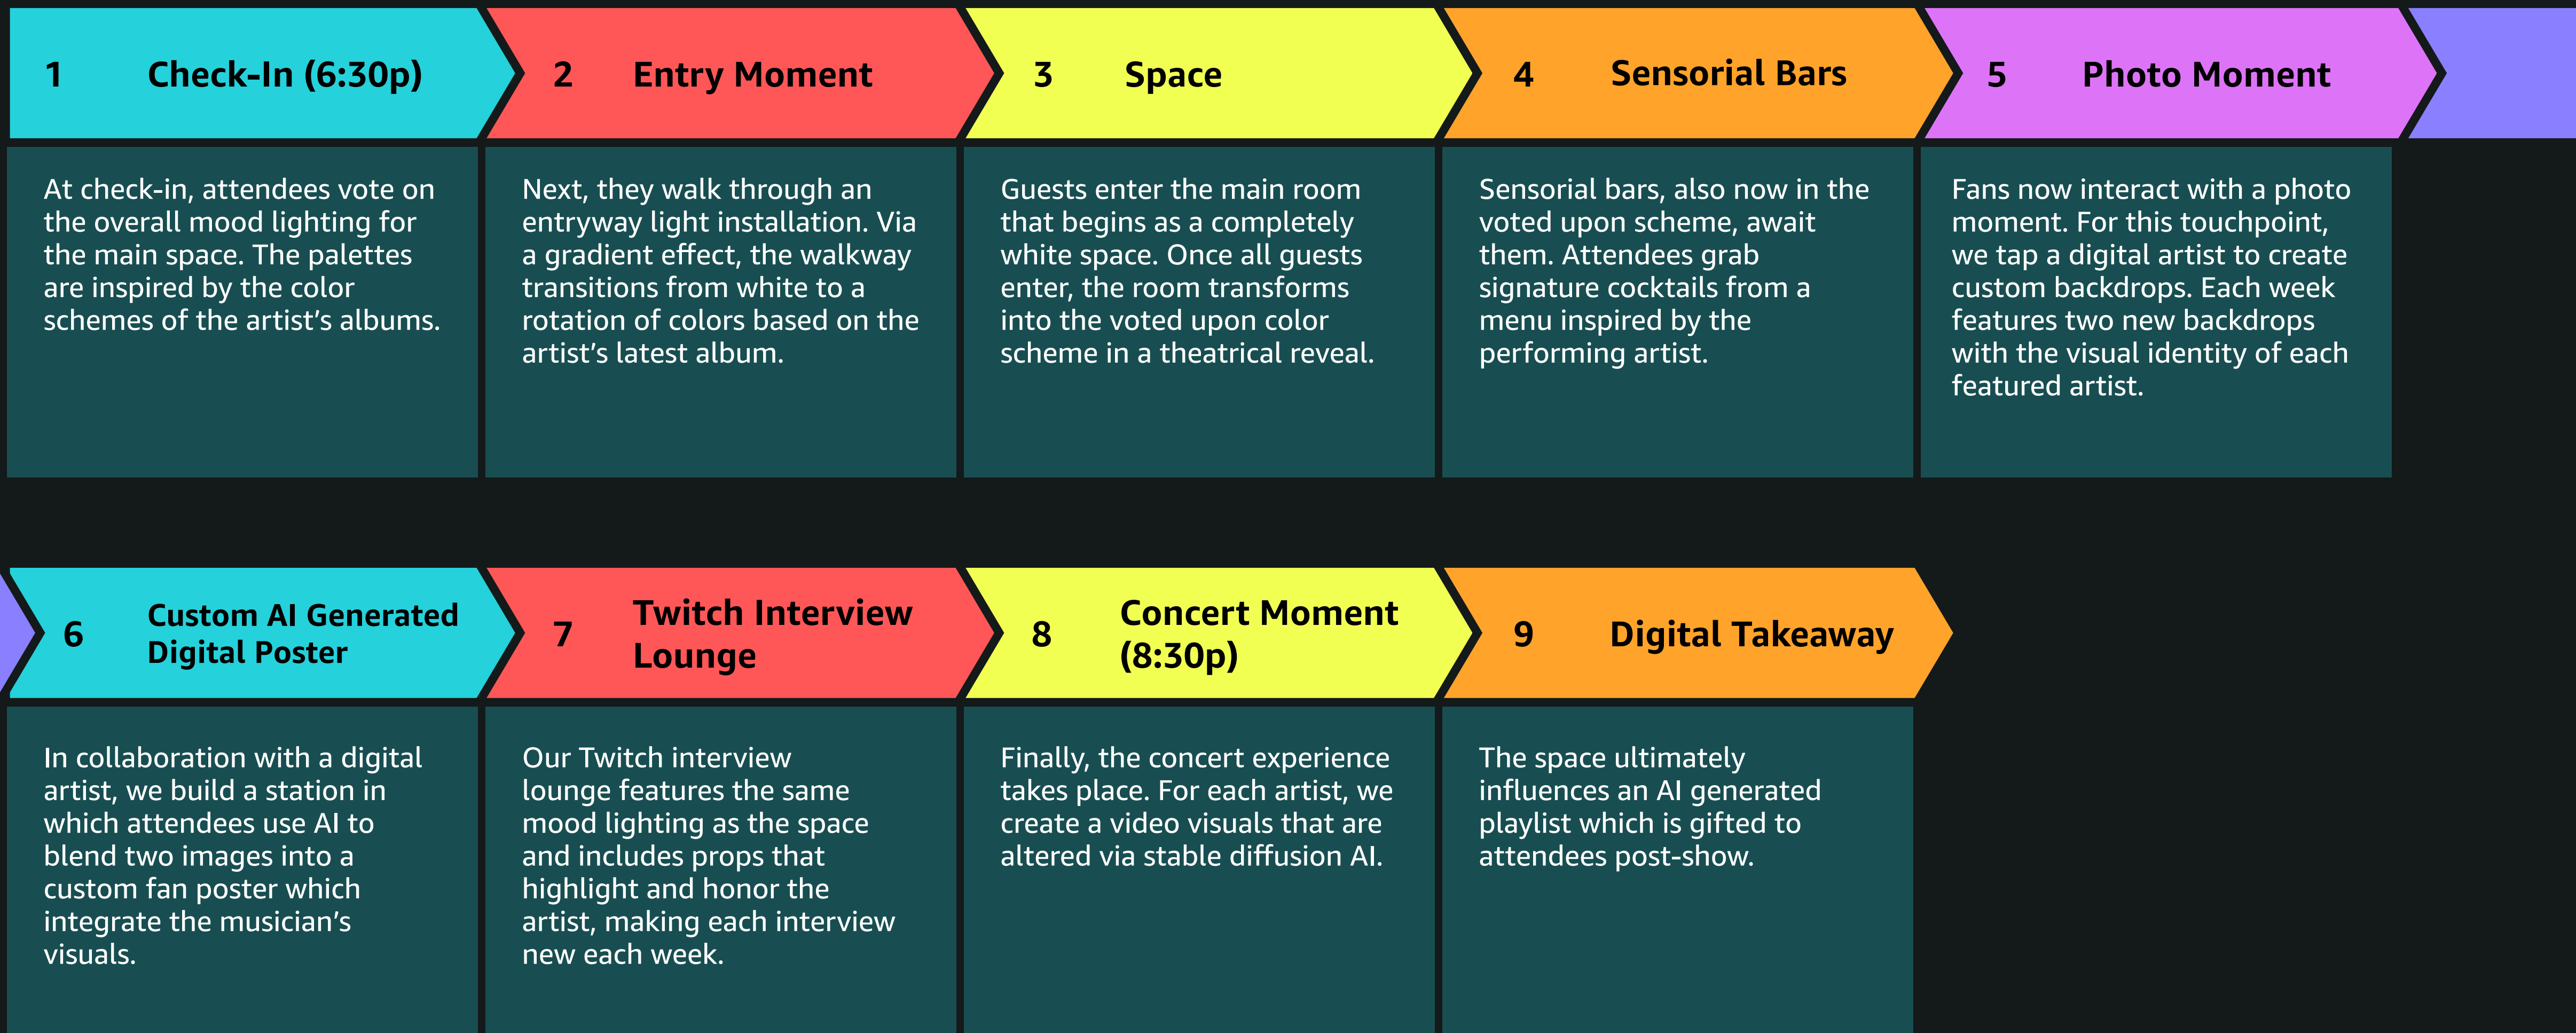 1 Check-In (6:30p)
At check-in, attendees vote on
the overall mood lighting for
the main space. The palettes
are inspired by the color
schemes of the artist’s albums.
2 Entry Moment
Next, they walk through an
entryway light installation. Via
a gradient effect, the walkway
transitions from white to a
rotation of colors based on the
artist’s latest album.
3 Space
Guests enter the main room
that begins as a completely
white space. Once all guests
enter, the room transforms
into the voted upon color
scheme in a theatrical reveal.
4 Sensorial Bars
Sensorial bars, also now in the
voted upon scheme, await
them. Attendees grab
signature cocktails from a
menu inspired by the
performing artist.
5 Photo Moment
Fans now interact with a photo
moment. For this touchpoint,
we tap a digital artist to create
custom backdrops. Each week
features two new backdrops
with the visual identity of each
featured artist.
6 Custom AI Generated
Digital Poster
In collaboration with a digital
artist, we build a station in
which attendees use AI to
blend two images into a
custom fan poster which
integrate the musician’s
visuals.
7 Twitch Interview
Lounge
Our Twitch interview
lounge features the same
mood lighting as the space
and includes props that
highlight and honor the
artist, making each interview
new each week.
8 Concert Moment
(8:30p)
Finally, the concert experience
takes place. For each artist, we
create a video visuals that are
altered via stable diffusion AI.
9 Digital Takeaway
The space ultimately
influences an AI generated
playlist which is gifted to
attendees post-show.